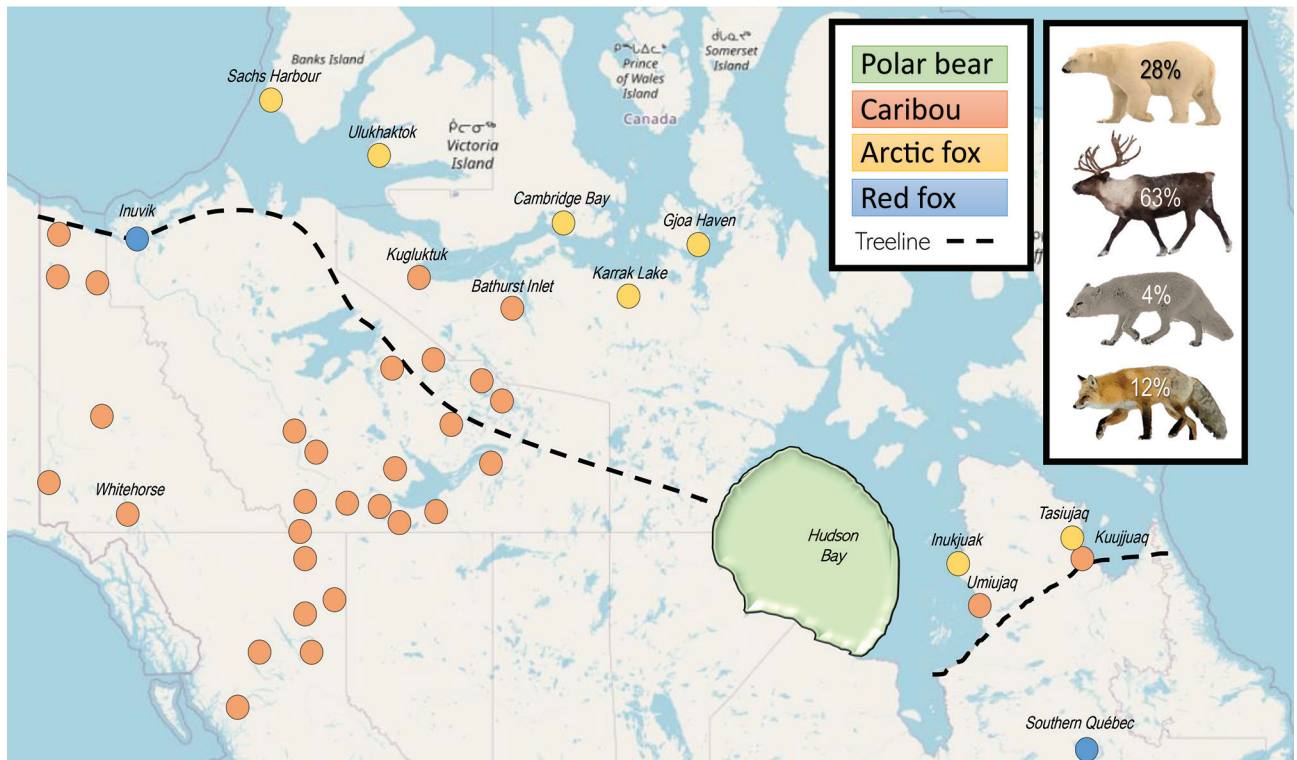 Banks Island
Sachs Harbour
Ulukhaktok
ᑭᓪᓕᓂᖅ
Victoria
Island
Prince
of Wales
Island
Canada
Somerset
Island
Inuvik
Cambridge Bay
Gjoa Haven
Kugluktuk
Bathurst Inlet
Karrak Lake
Whitehorse
Hudson
Bay
Inukjuak
Umiujaq
Tasiujaq
Kuujjuaq
Southern Québec
Polar bear
Caribou
Arctic fox
Red fox
Treeline
28%
63%
4%
12%